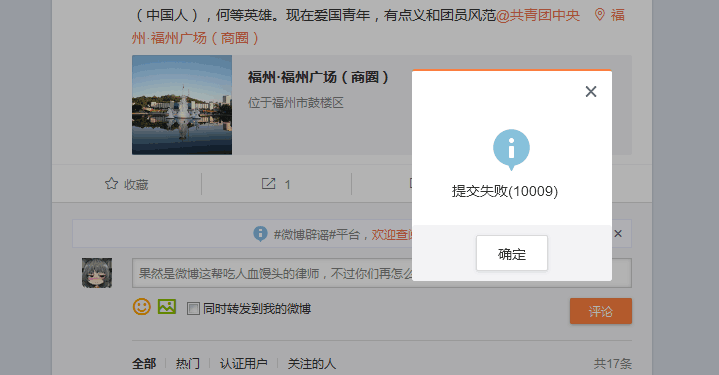 （中国人），何等英雄。现在爱国青年，有点义和团员风范@共青团中央 福
州·福州广场（商圈）
福州·福州广场（商圈）
位于福州市鼓楼区
提交失败(10009)
确定
收藏
1
#微博辟谣#平台，欢迎查
果然是微博这帮吃人血馒头的律师，不过你们再怎么
同时转发到我的微博
评论
全部 热门 认证用户 关注的人
共17条